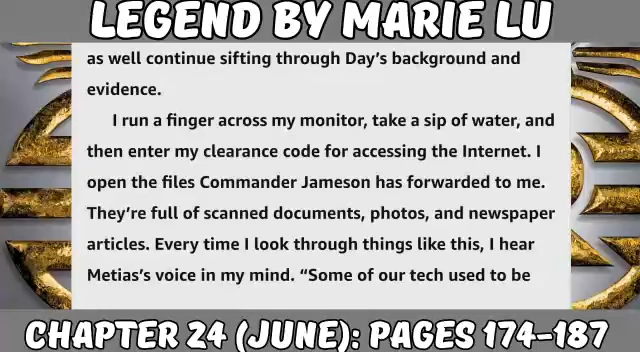 LEGEND BY MARIE LU
as well continue sifting through Day's background and
evidence.
I run a finger across my monitor, take a sip of water, and
then enter my clearance code for accessing the Internet. I
open the files Commander Jameson has forwarded to me.
They're full of scanned documents, photos, and newspaper
articles. Every time I look through things like this, I hear
Metias's voice in my mind. “Some of our tech used to be
CHAPTER 24 (JUNE): PAGES 174-187